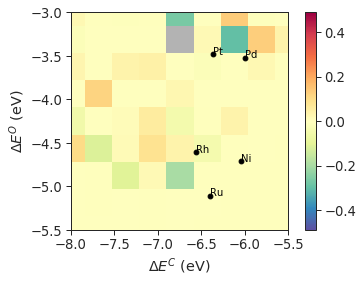 −3.0
−3.5
−4.0
−4.5
−5.0
−5.5
ΔE^O (eV)
Pt
Pd
Rh
Ni
Ru
−8.0 −7.5 −7.0 −6.5 −6.0 −5.5
ΔE^C (eV)
0.4
0.2
0.0
−0.2
−0.4